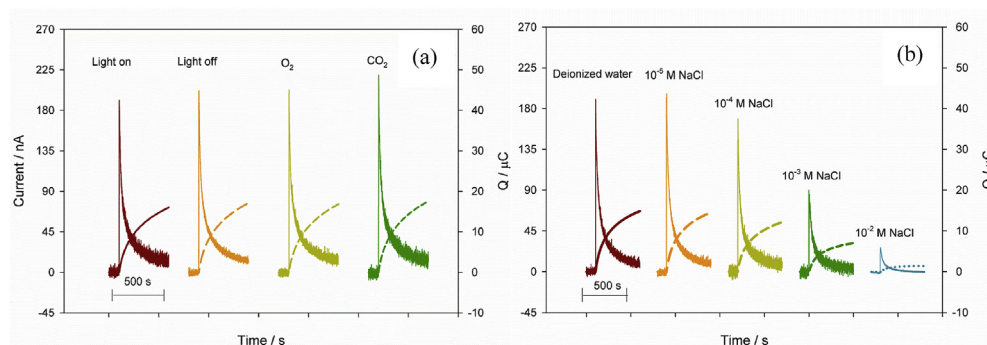 (a)
270
225
180
135
90
45
0
-45
Current / nA
Light on
Light off
O2
CO2
500 s
60
50
40
30
20
10
0
-10
Q / µC
Time / s
(b)
270
225
180
135
90
45
0
-45
Deionized water
10-5 M NaCl
10-4 M NaCl
10-3 M NaCl
10-2 M NaCl
500 s
60
50
40
30
20
10
0
-10
Q / µC
Time / s